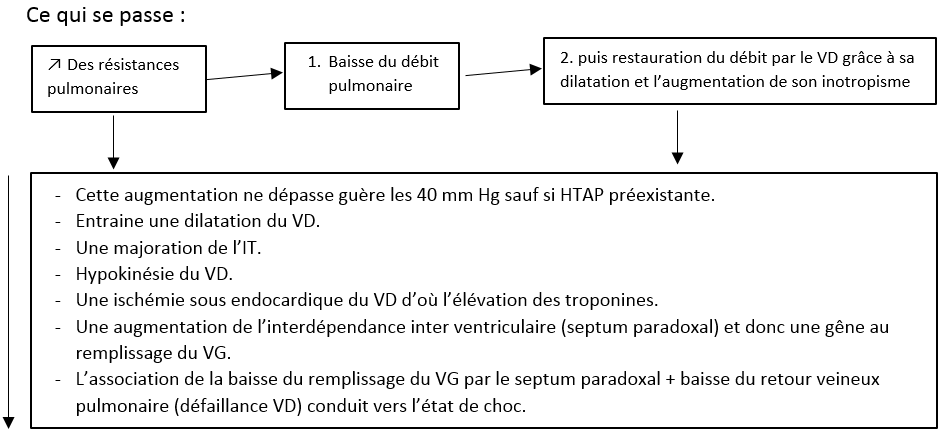 Ce qui se passe :
↗ Des résistances
pulmonaires
1. Baisse du débit
pulmonaire
2. puis restauration du débit par le VD grâce à sa
dilatation et l’augmentation de son inotropisme
- Cette augmentation ne dépasse guère les 40 mm Hg sauf si HTAP préexistante.
- Entraine une dilatation du VD.
- Une majoration de l’IT.
- Hypokinésie du VD.
- Une ischémie sous endocardique du VD d’où l’élévation des troponines.
- Une augmentation de l’interdépendance inter ventriculaire (septum paradoxal) et donc une gêne au
remplissage du VG.
- L’association de la baisse du remplissage du VG par le septum paradoxal + baisse du retour veineux
pulmonaire (défaillance VD) conduit vers l’état de choc.